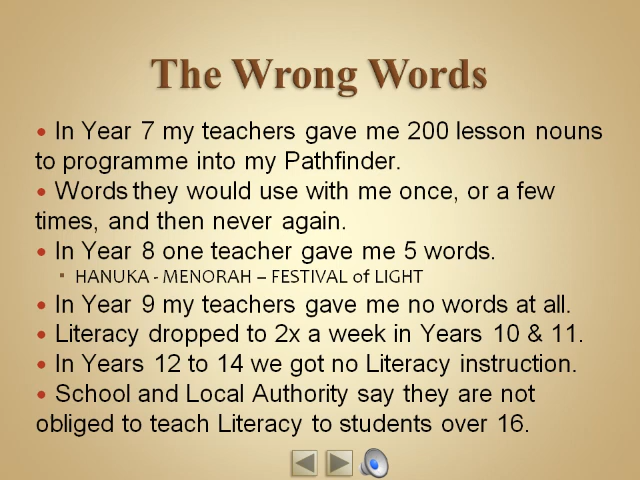 The Wrong Words
• In Year 7 my teachers gave me 200 lesson nouns
to programme into my Pathfinder.
• Words they would use with me once, or a few
times, and then never again.
• In Year 8 one teacher gave me 5 words.
▪ HANUKA - MENORAH – FESTIVAL of LIGHT
• In Year 9 my teachers gave me no words at all.
• Literacy dropped to 2x a week in Years 10 & 11.
• In Years 12 to 14 we got no Literacy instruction.
• School and Local Authority say they are not
obliged to teach Literacy to students over 16.